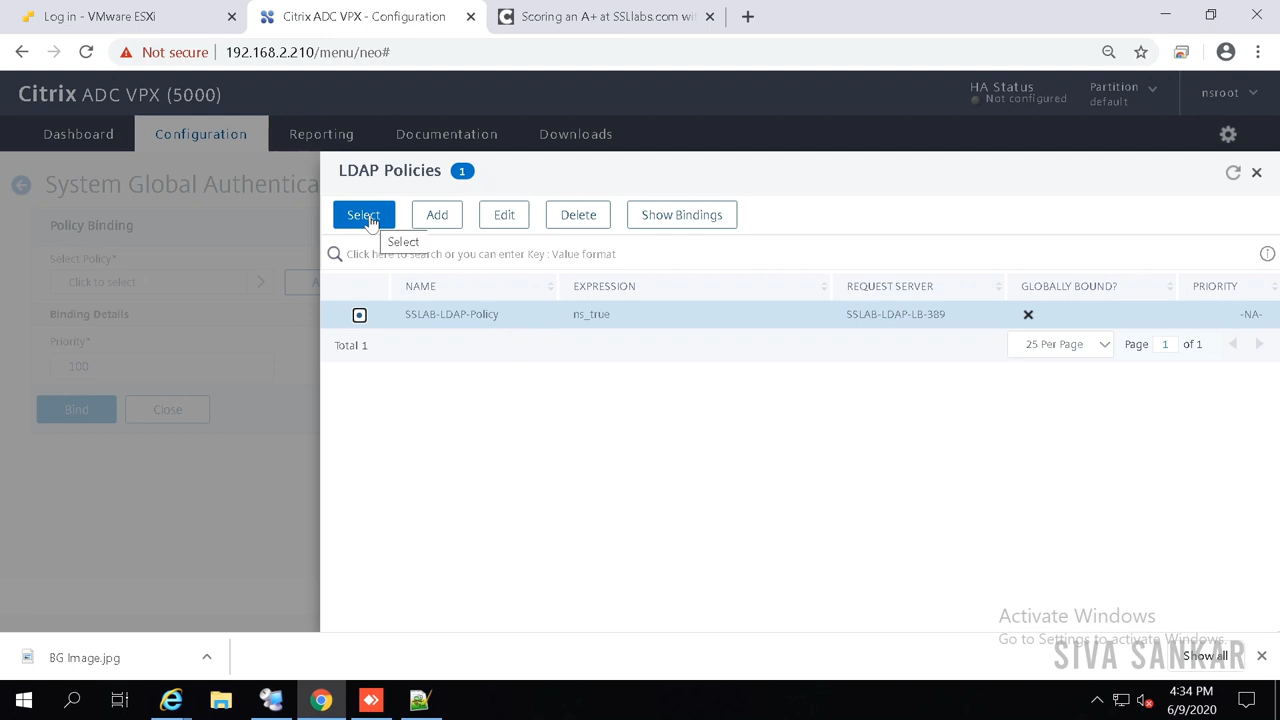 Log in - VMware ESXi
Citrix ADC VPX - Configuration
Scoring an A+ at SSLlabs.com wit
Not secure
192.168.2.210/menu/neo#
Citrix ADC VPX (5000)
HA Status
Not configured
Partition
default
nsroot
Dashboard
Configuration
Reporting
Documentation
Downloads
System Global Authentica
LDAP Policies 1
Policy Binding
Select
Add
Edit
Delete
Show Bindings
Select
Select Policy*
Click here to search or you can enter Key : Value format
Click to select
A
NAME
EXPRESSION
REQUEST SERVER
GLOBALLY BOUND?
PRIORITY
Binding Details
SSLAB-LDAP-Policy
ns_true
SSLAB-LDAP-LB-389
-NA-
Priority*
Total 1
25 Per Page
Page 1 of 1
100
Bind
Close
Activate Windows
Go to Settings to activate Windows.
BG Image.jpg
Show all
SIVA SANKAR
4:34 PM
6/9/2020